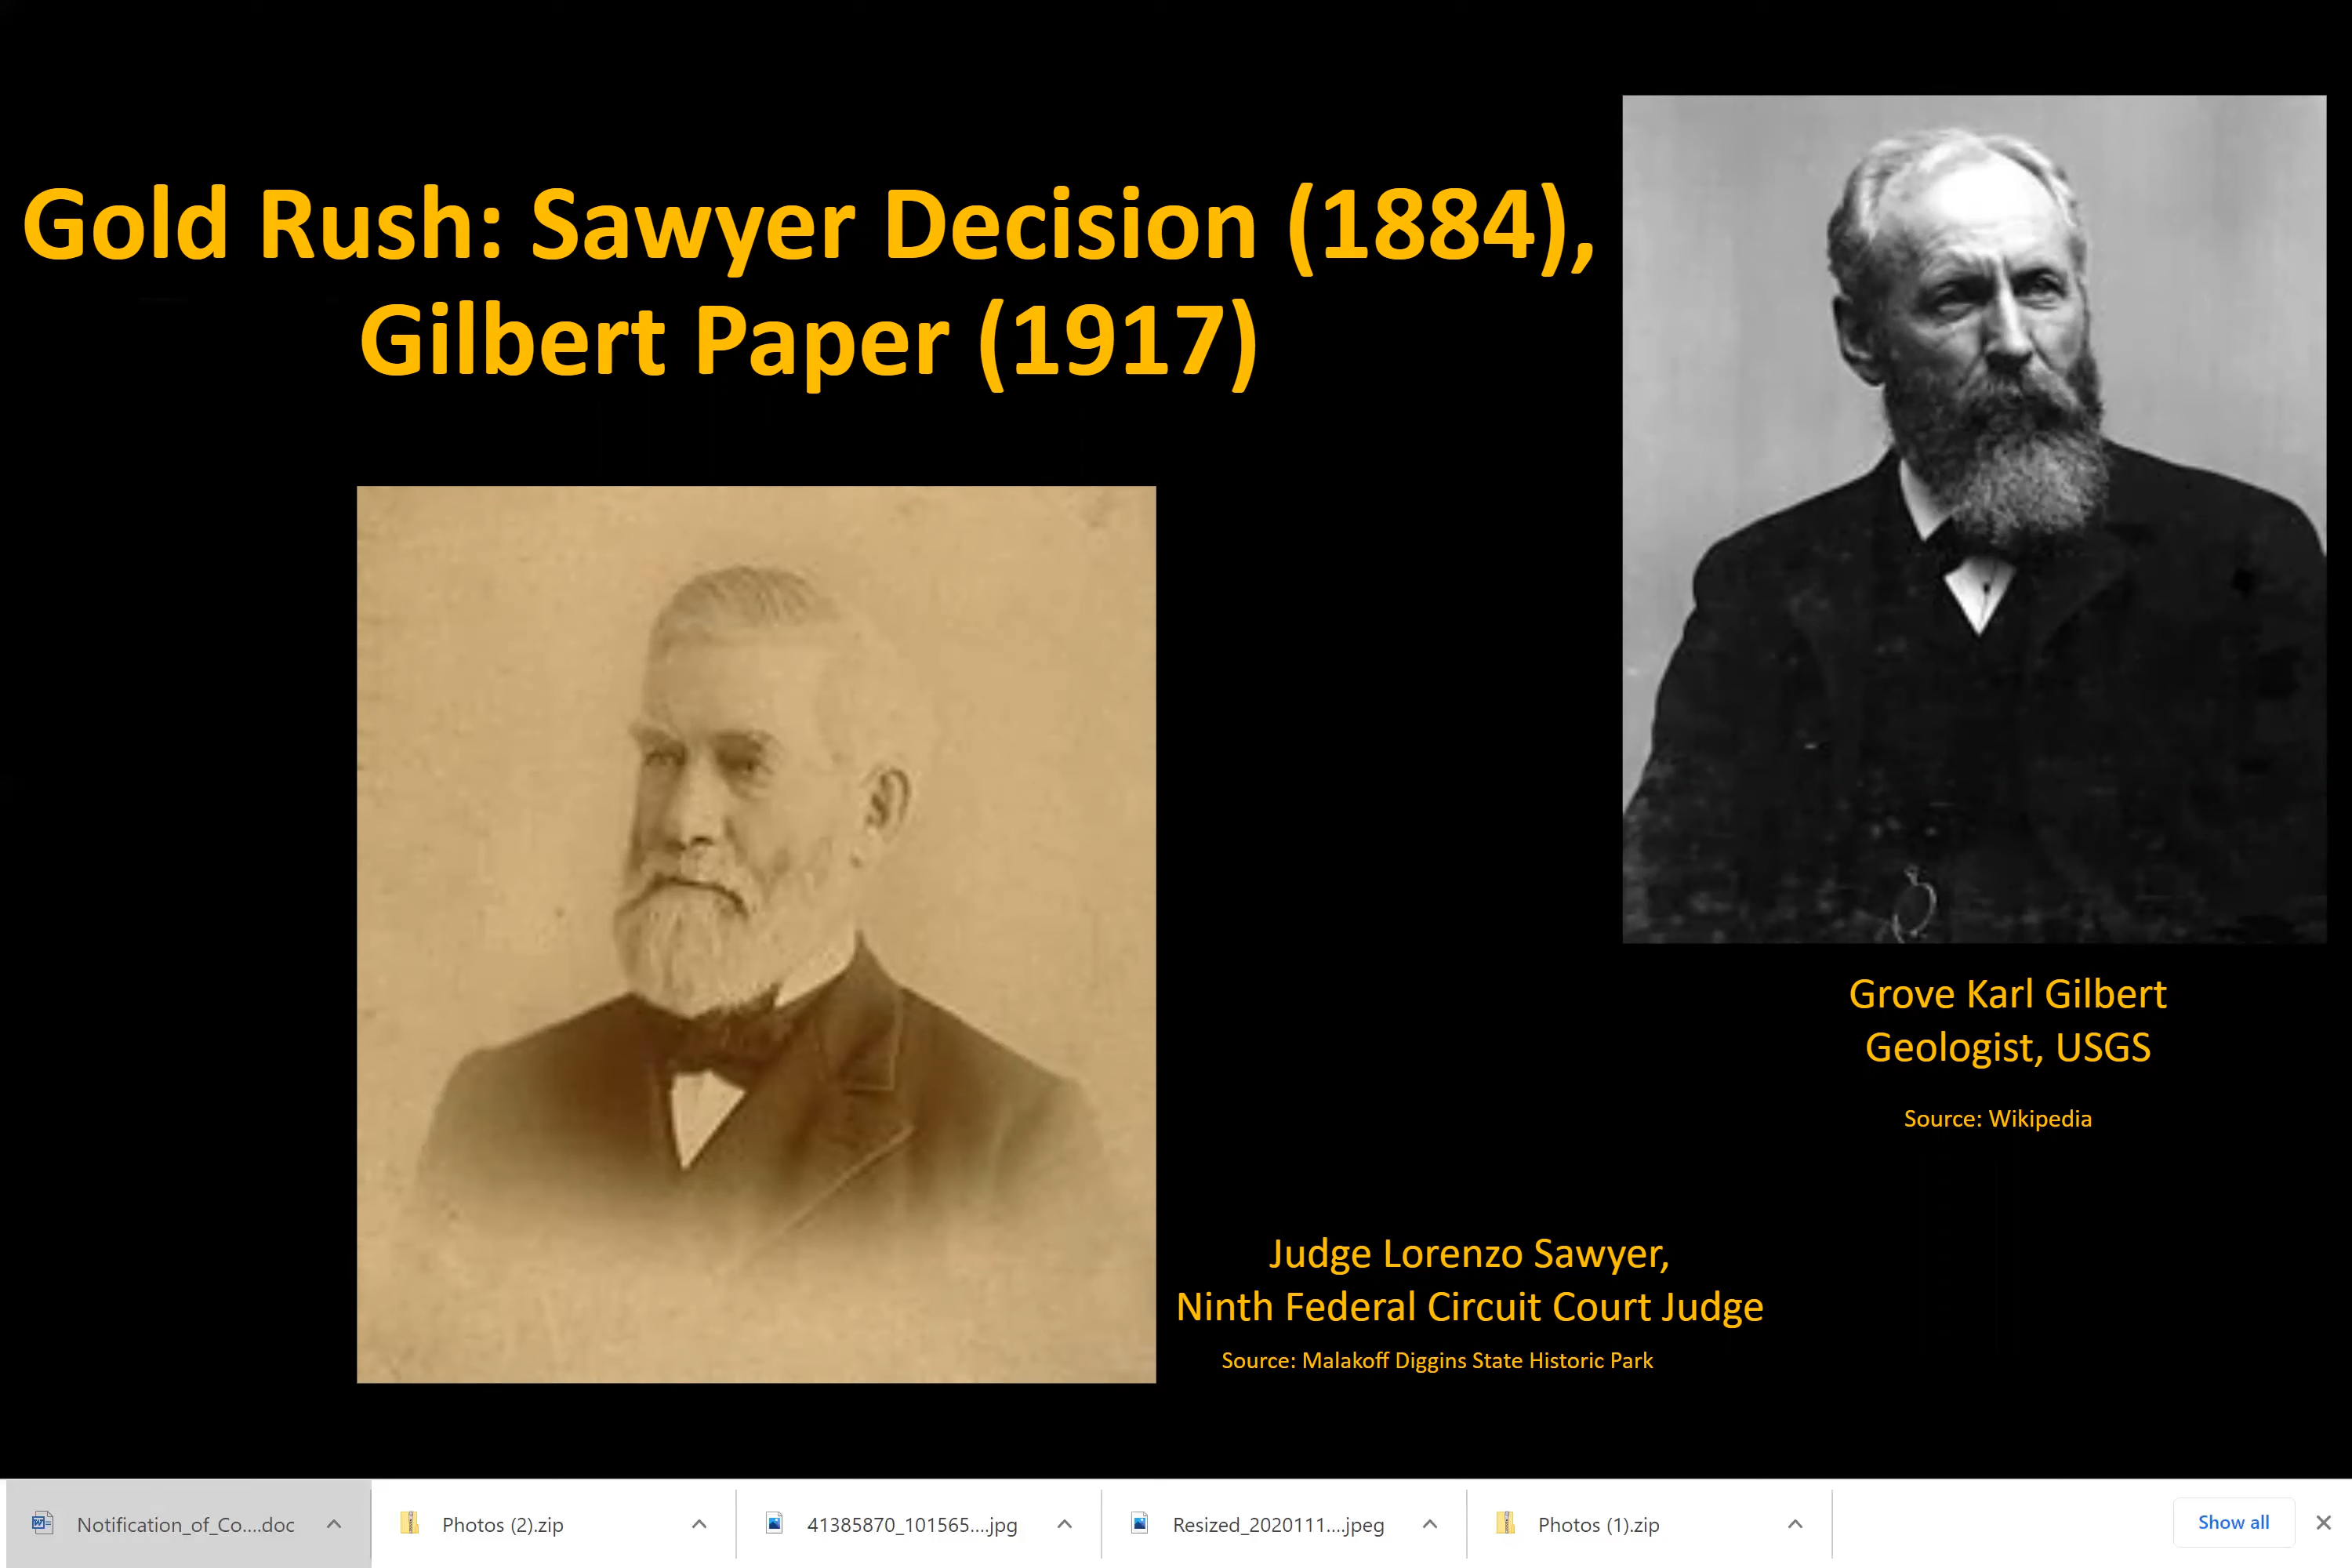 Gold Rush: Sawyer Decision (1884),
Gilbert Paper (1917)
Grove Karl Gilbert
Geologist, USGS
Source: Wikipedia
Judge Lorenzo Sawyer,
Ninth Federal Circuit Court Judge
Source: Malakoff Diggins State Historic Park
Notification_of_Co....doc
Photos (2).zip
41385870_101565....jpg
Resized_2020111....jpeg
Photos (1).zip
Show all